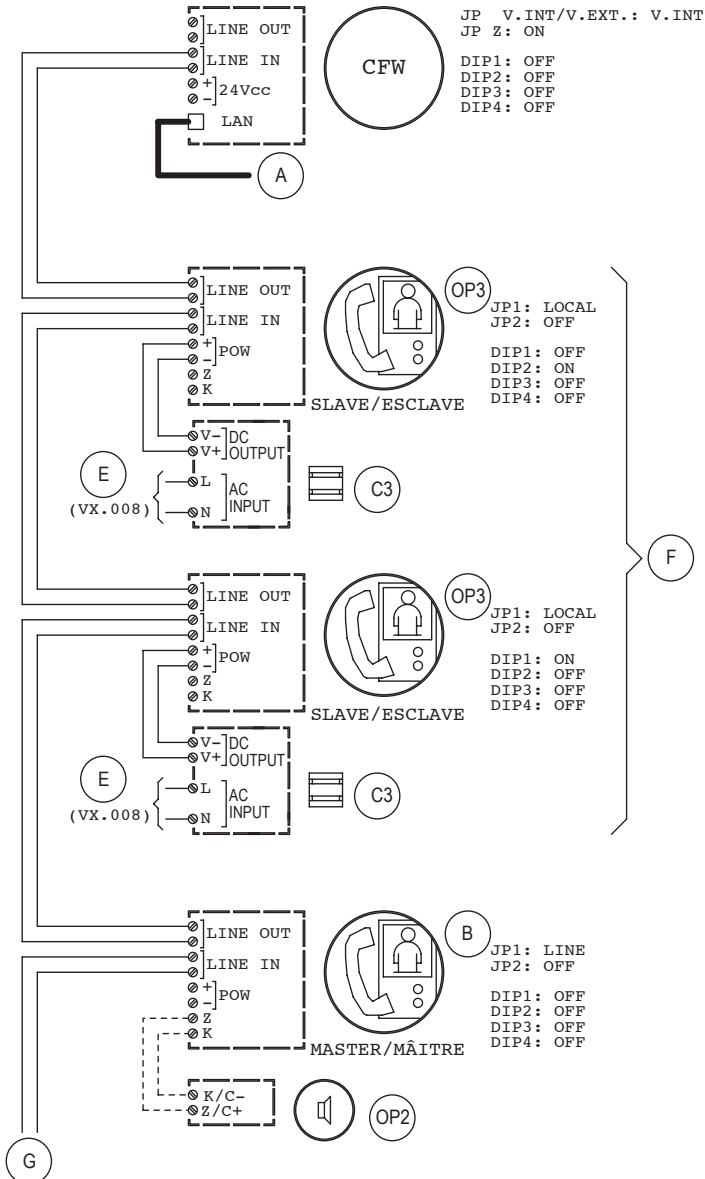 LINE OUT
LINE IN
+
-
24Vcc
LAN
CFW
JP V.INT/V.EXT.: V.INT
JP Z: ON
DIP1: OFF
DIP2: OFF
DIP3: OFF
DIP4: OFF
A
LINE OUT
LINE IN
+
-
POW
Z
K
SLAVE/ESCLAVE
OP3
JP1: LOCAL
JP2: OFF
DIP1: OFF
DIP2: ON
DIP3: OFF
DIP4: OFF
V-
V+
DC
OUTPUT
L
N
AC
INPUT
E
(VX.008)
C3
F
LINE OUT
LINE IN
+
-
POW
Z
K
SLAVE/ESCLAVE
OP3
JP1: LOCAL
JP2: OFF
DIP1: ON
DIP2: OFF
DIP3: OFF
DIP4: OFF
V-
V+
DC
OUTPUT
L
N
AC
INPUT
E
(VX.008)
C3
LINE OUT
LINE IN
+
-
POW
Z
K
MASTER/MÂITRE
B
JP1: LINE
JP2: OFF
DIP1: OFF
DIP2: OFF
DIP3: OFF
DIP4: OFF
K/C-
Z/C+
OP2
G